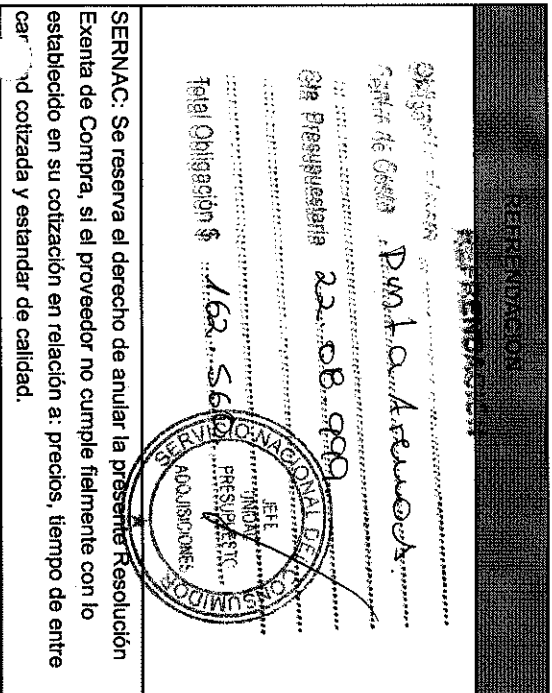 REFRENDACION
REFRENDACION
Centro de Costo Punta Arenas.
Cta Presupuestaria 22.08.999
Total Obligación $ 162.560
SERVICIO NACIONAL DEL CONSUMIDOR
JEFE
UNIDAD
PRESUPUESTO
ADQUISICIONES
SERNAC: Se reserva el derecho de anular la presente Resolución
Exenta de Compra, si el proveedor no cumple fielmente con lo
establecido en su cotización en relación a: precios, tiempo de entre
cotizada y estandar de calidad.